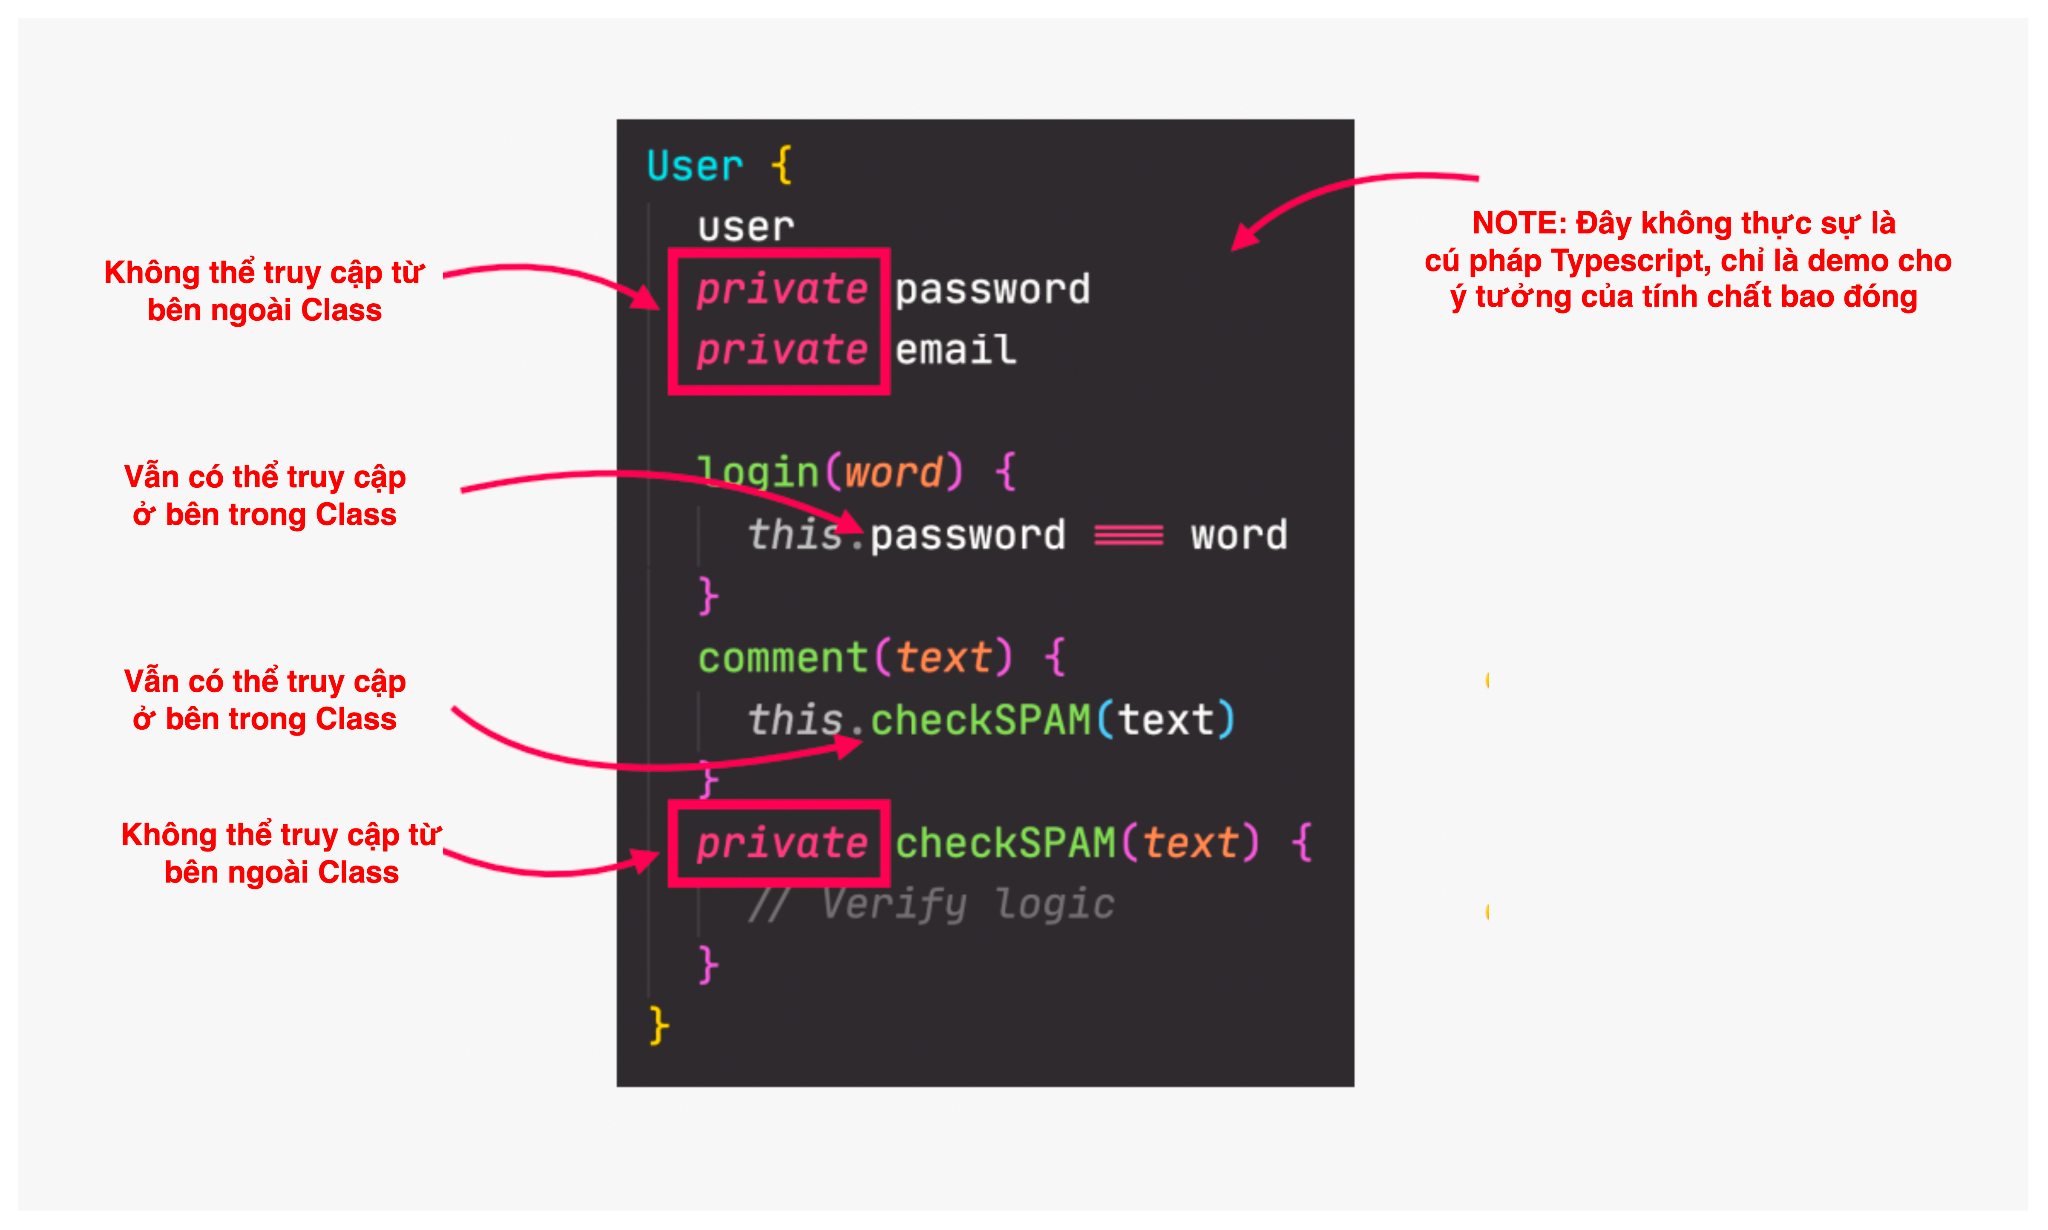 User {
user
private password
private email
login(word) {
this.password === word
}
comment(text) {
this.checkSPAM(text)
}
private checkSPAM(text) {
// Verify logic
}
}
Không thể truy cập từ
bên ngoài Class
Vẫn có thể truy cập
ở bên trong Class
Vẫn có thể truy cập
ở bên trong Class
Không thể truy cập từ
bên ngoài Class
NOTE: Đây không thực sự là
cú pháp Typescript, chỉ là demo cho
ý tưởng của tính chất bao đóng